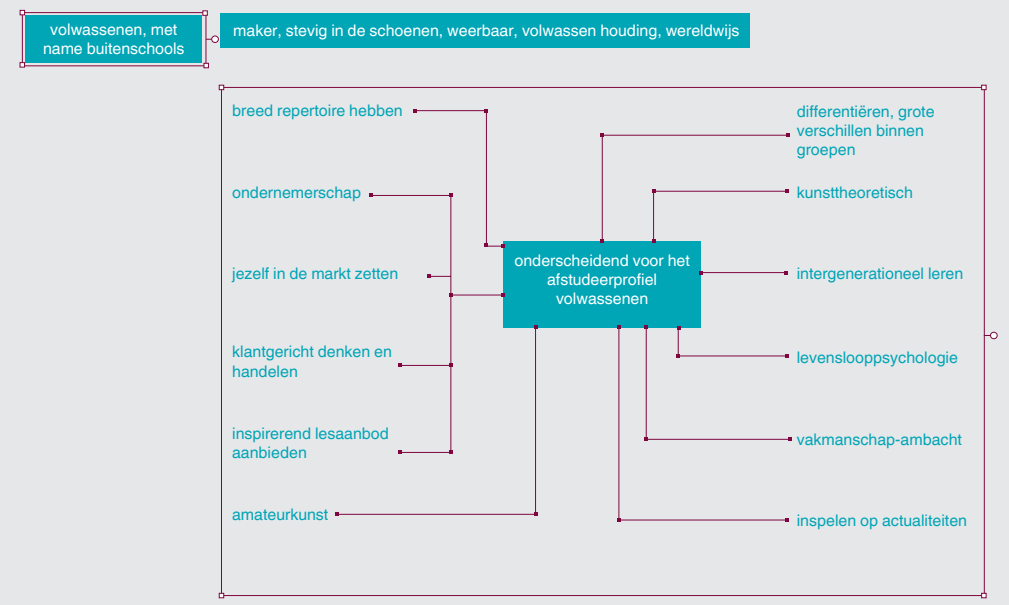 volwassenen, met
name buitenschools
maker, stevig in de schoenen, weerbaar, volwassen houding, wereldwijs
breed repertoire hebben
ondernemerschap
jezelf in de markt zetten
klantgericht denken en
handelen
inspirerend lesaanbod
aanbieden
amateurkunst
onderscheidend voor het
afstudeerprofiel
volwassenen
differentiëren, grote
verschillen binnen
groepen
kunsttheoretisch
intergenerationeel leren
levenslooppsychologie
vakmanschap-ambacht
inspelen op actualiteiten